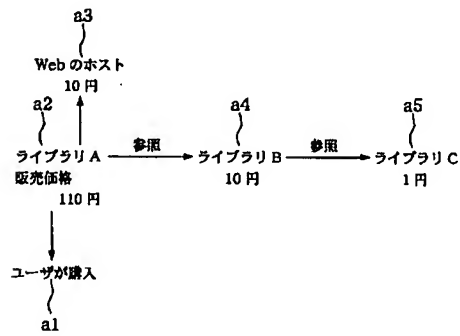 a3
Webのホスト
10円
a2
a4
a5
ライブラリA
参照
ライブラリB
参照
ライブラリC
販売価格
110円
10円
1円
ユーザが購入
a1